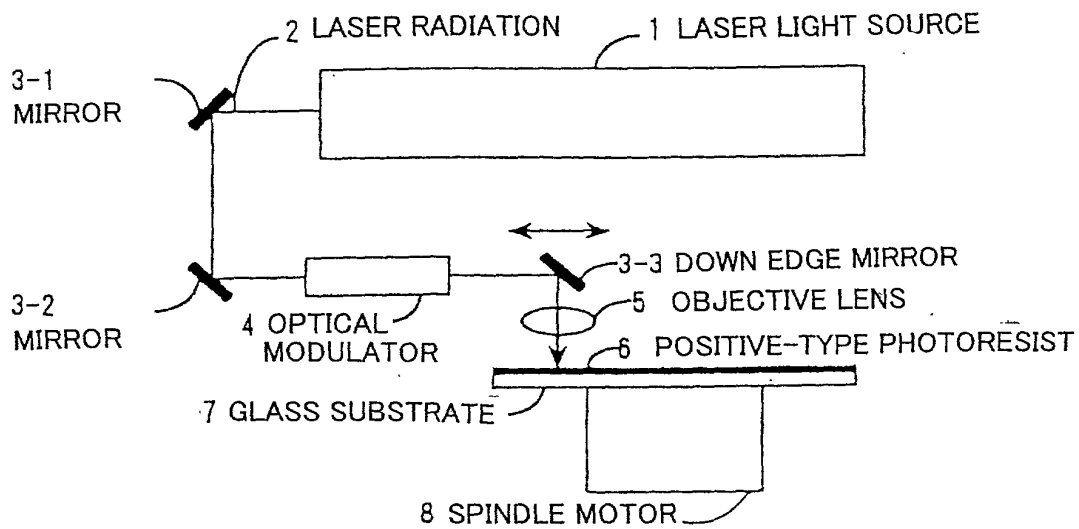 2 LASER RADIATION
1 LASER LIGHT SOURCE
3-1
MIRROR
3-2
MIRROR
4 OPTICAL
MODULATOR
3-3 DOWN EDGE MIRROR
5 OBJECTIVE LENS
6 POSITIVE-TYPE PHOTORESIST
7 GLASS SUBSTRATE
8 SPINDLE MOTOR